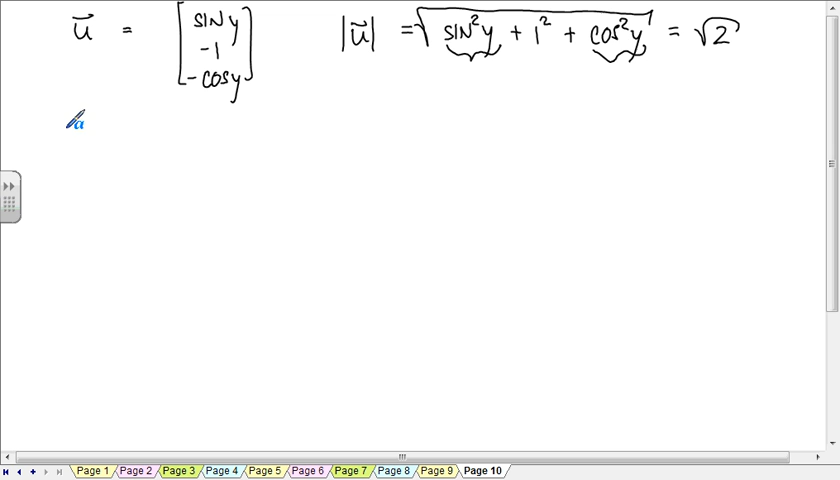 u⃗ = [sin y
-1
-cos y] |u⃗| = √(sin²y + 1² + cos²y) = √2
a
Page 1 Page 2 Page 3 Page 4 Page 5 Page 6 Page 7 Page 8 Page 9 Page 10